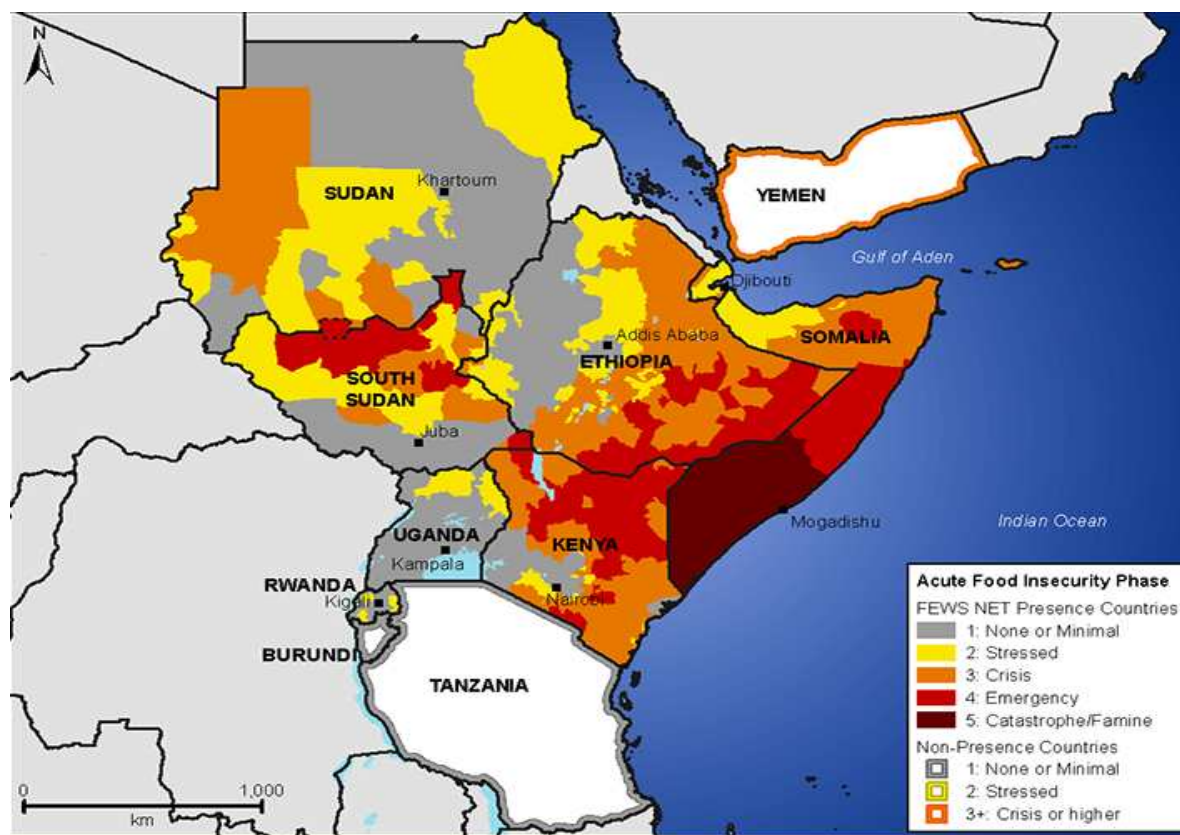 N
SUDAN
Khartoum
YEMEN
Gulf of Aden
Djibouti
Addis Ababa
ETHIOPIA
SOMALIA
SOUTH
SUDAN
Juba
Mogadishu
Indian Ocean
UGANDA
KENYA
Kampala
RWANDA
Kigali
Nairobi
BURUNDI
TANZANIA
0 1,000
km
Acute Food Insecurity Phase
FEWS NET Presence Countries
1: None or Minimal
2: Stressed
3: Crisis
4: Emergency
5: Catastrophe/Famine
Non-Presence Countries
1: None or Minimal
2: Stressed
3+: Crisis or higher